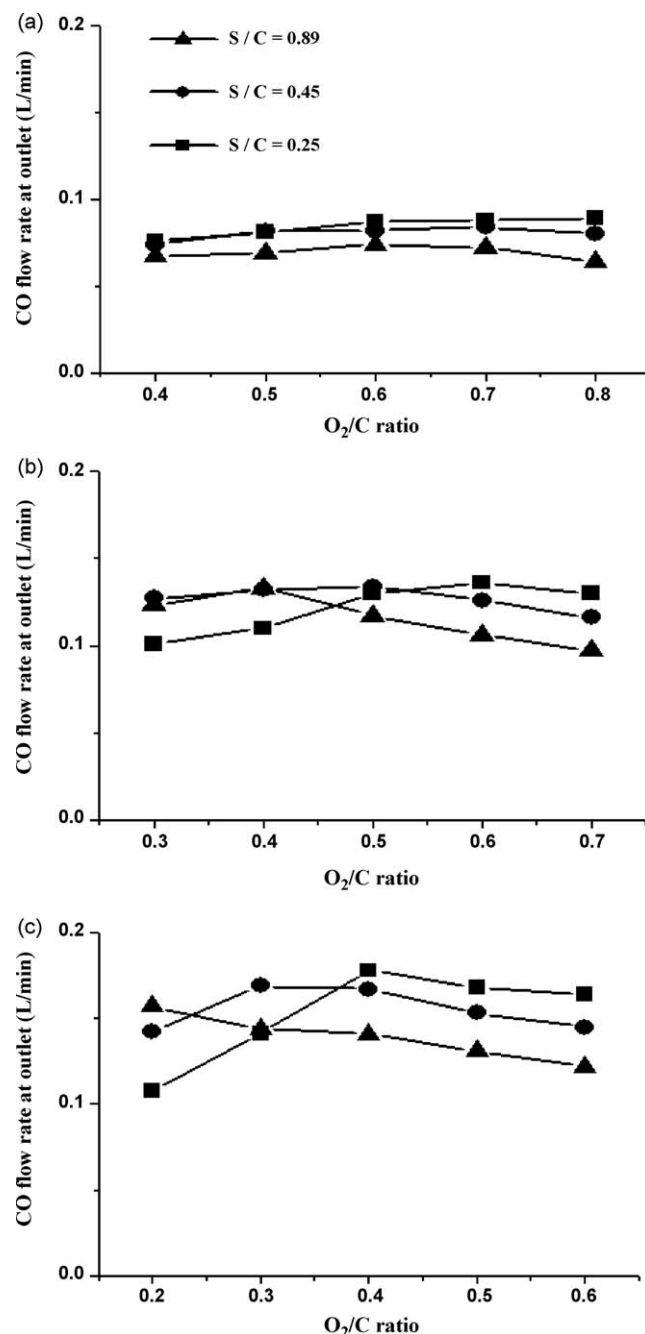 (a)
0.2
S / C = 0.89
S / C = 0.45
S / C = 0.25
0.1
0.0
CO flow rate at outlet (L/min)
0.4 0.5 0.6 0.7 0.8
O₂/C ratio
(b)
0.2
0.1
0.0
CO flow rate at outlet (L/min)
0.3 0.4 0.5 0.6 0.7
O₂/C ratio
(c)
0.2
0.1
0.0
CO flow rate at outlet (L/min)
0.2 0.3 0.4 0.5 0.6
O₂/C ratio